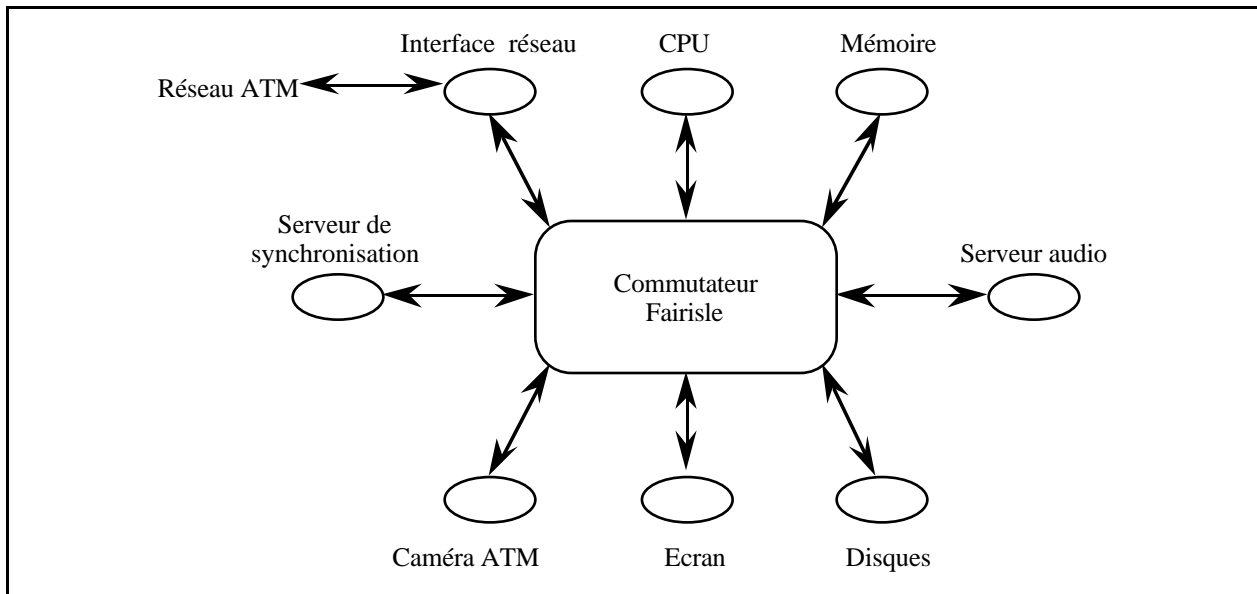 Interface réseau
CPU
Mémoire
Réseau ATM
Serveur de
synchronisation
Commutateur
Fairisle
Serveur audio
Caméra ATM
Ecran
Disques